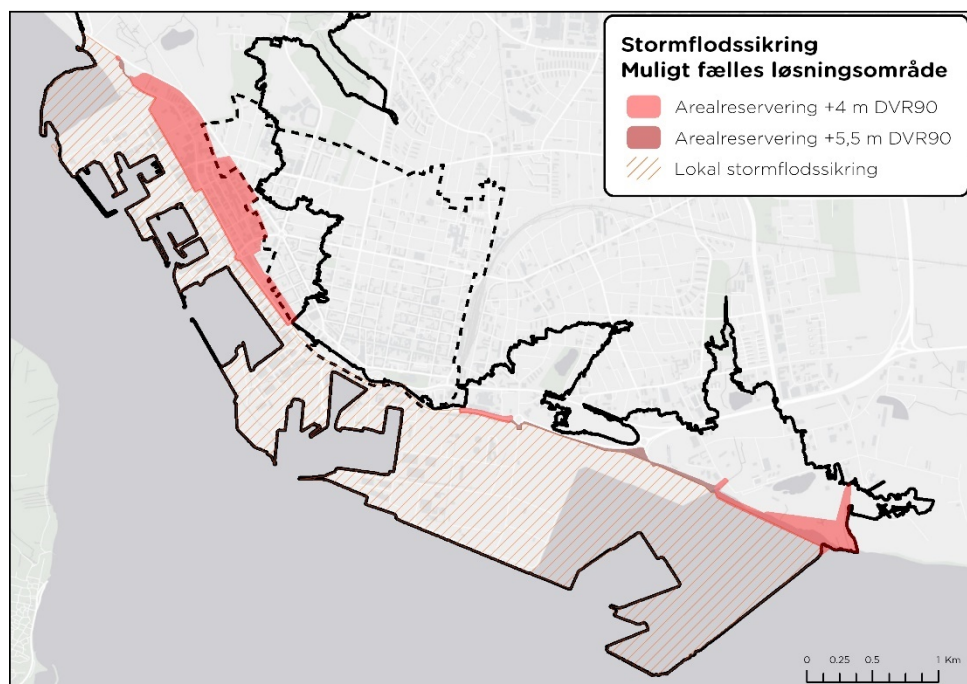 Stormflodssikring
Muligt fælles løsningsområde
Arealreservering +4 m DVR90
Arealreservering +5,5 m DVR90
Lokal stormflodssikring
0 0.25 0.5 1 Km